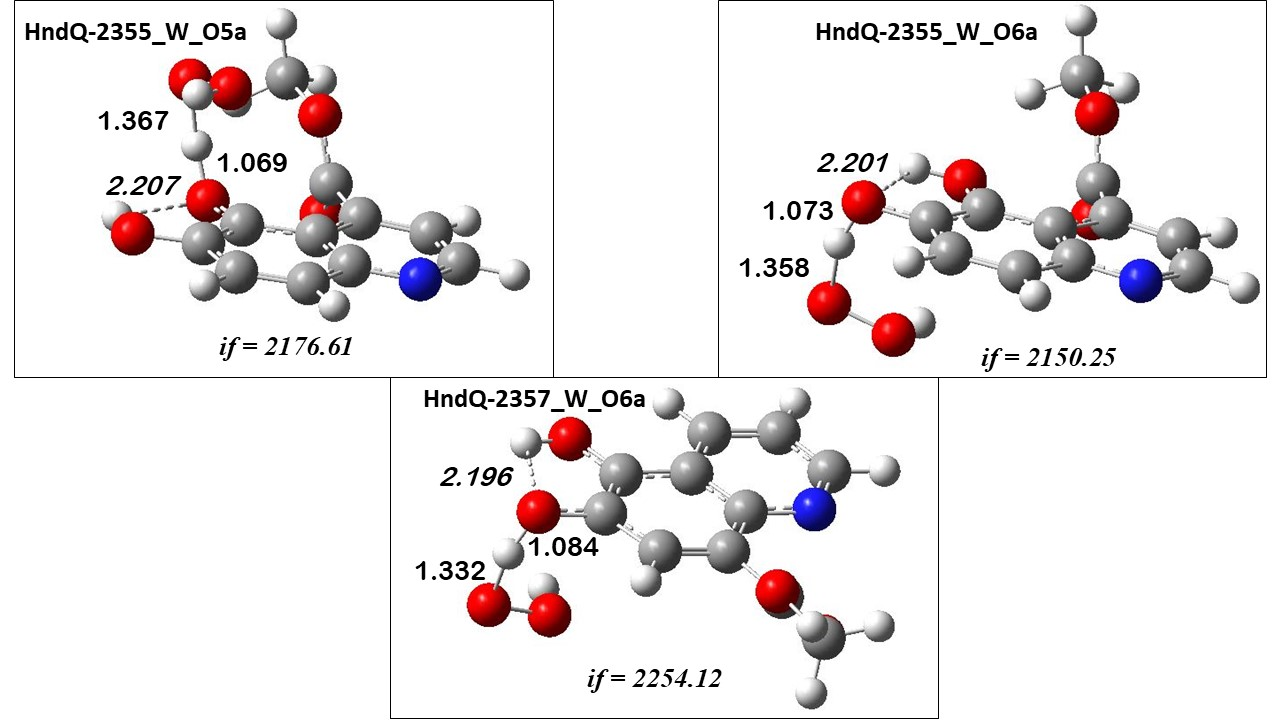 HndQ-2355_W_O5a
1.367
1.069
2.207
if = 2176.61
HndQ-2355_W_O6a
2.201
1.073
1.358
if = 2150.25
HndQ-2357_W_O6a
2.196
1.084
1.332
if = 2254.12